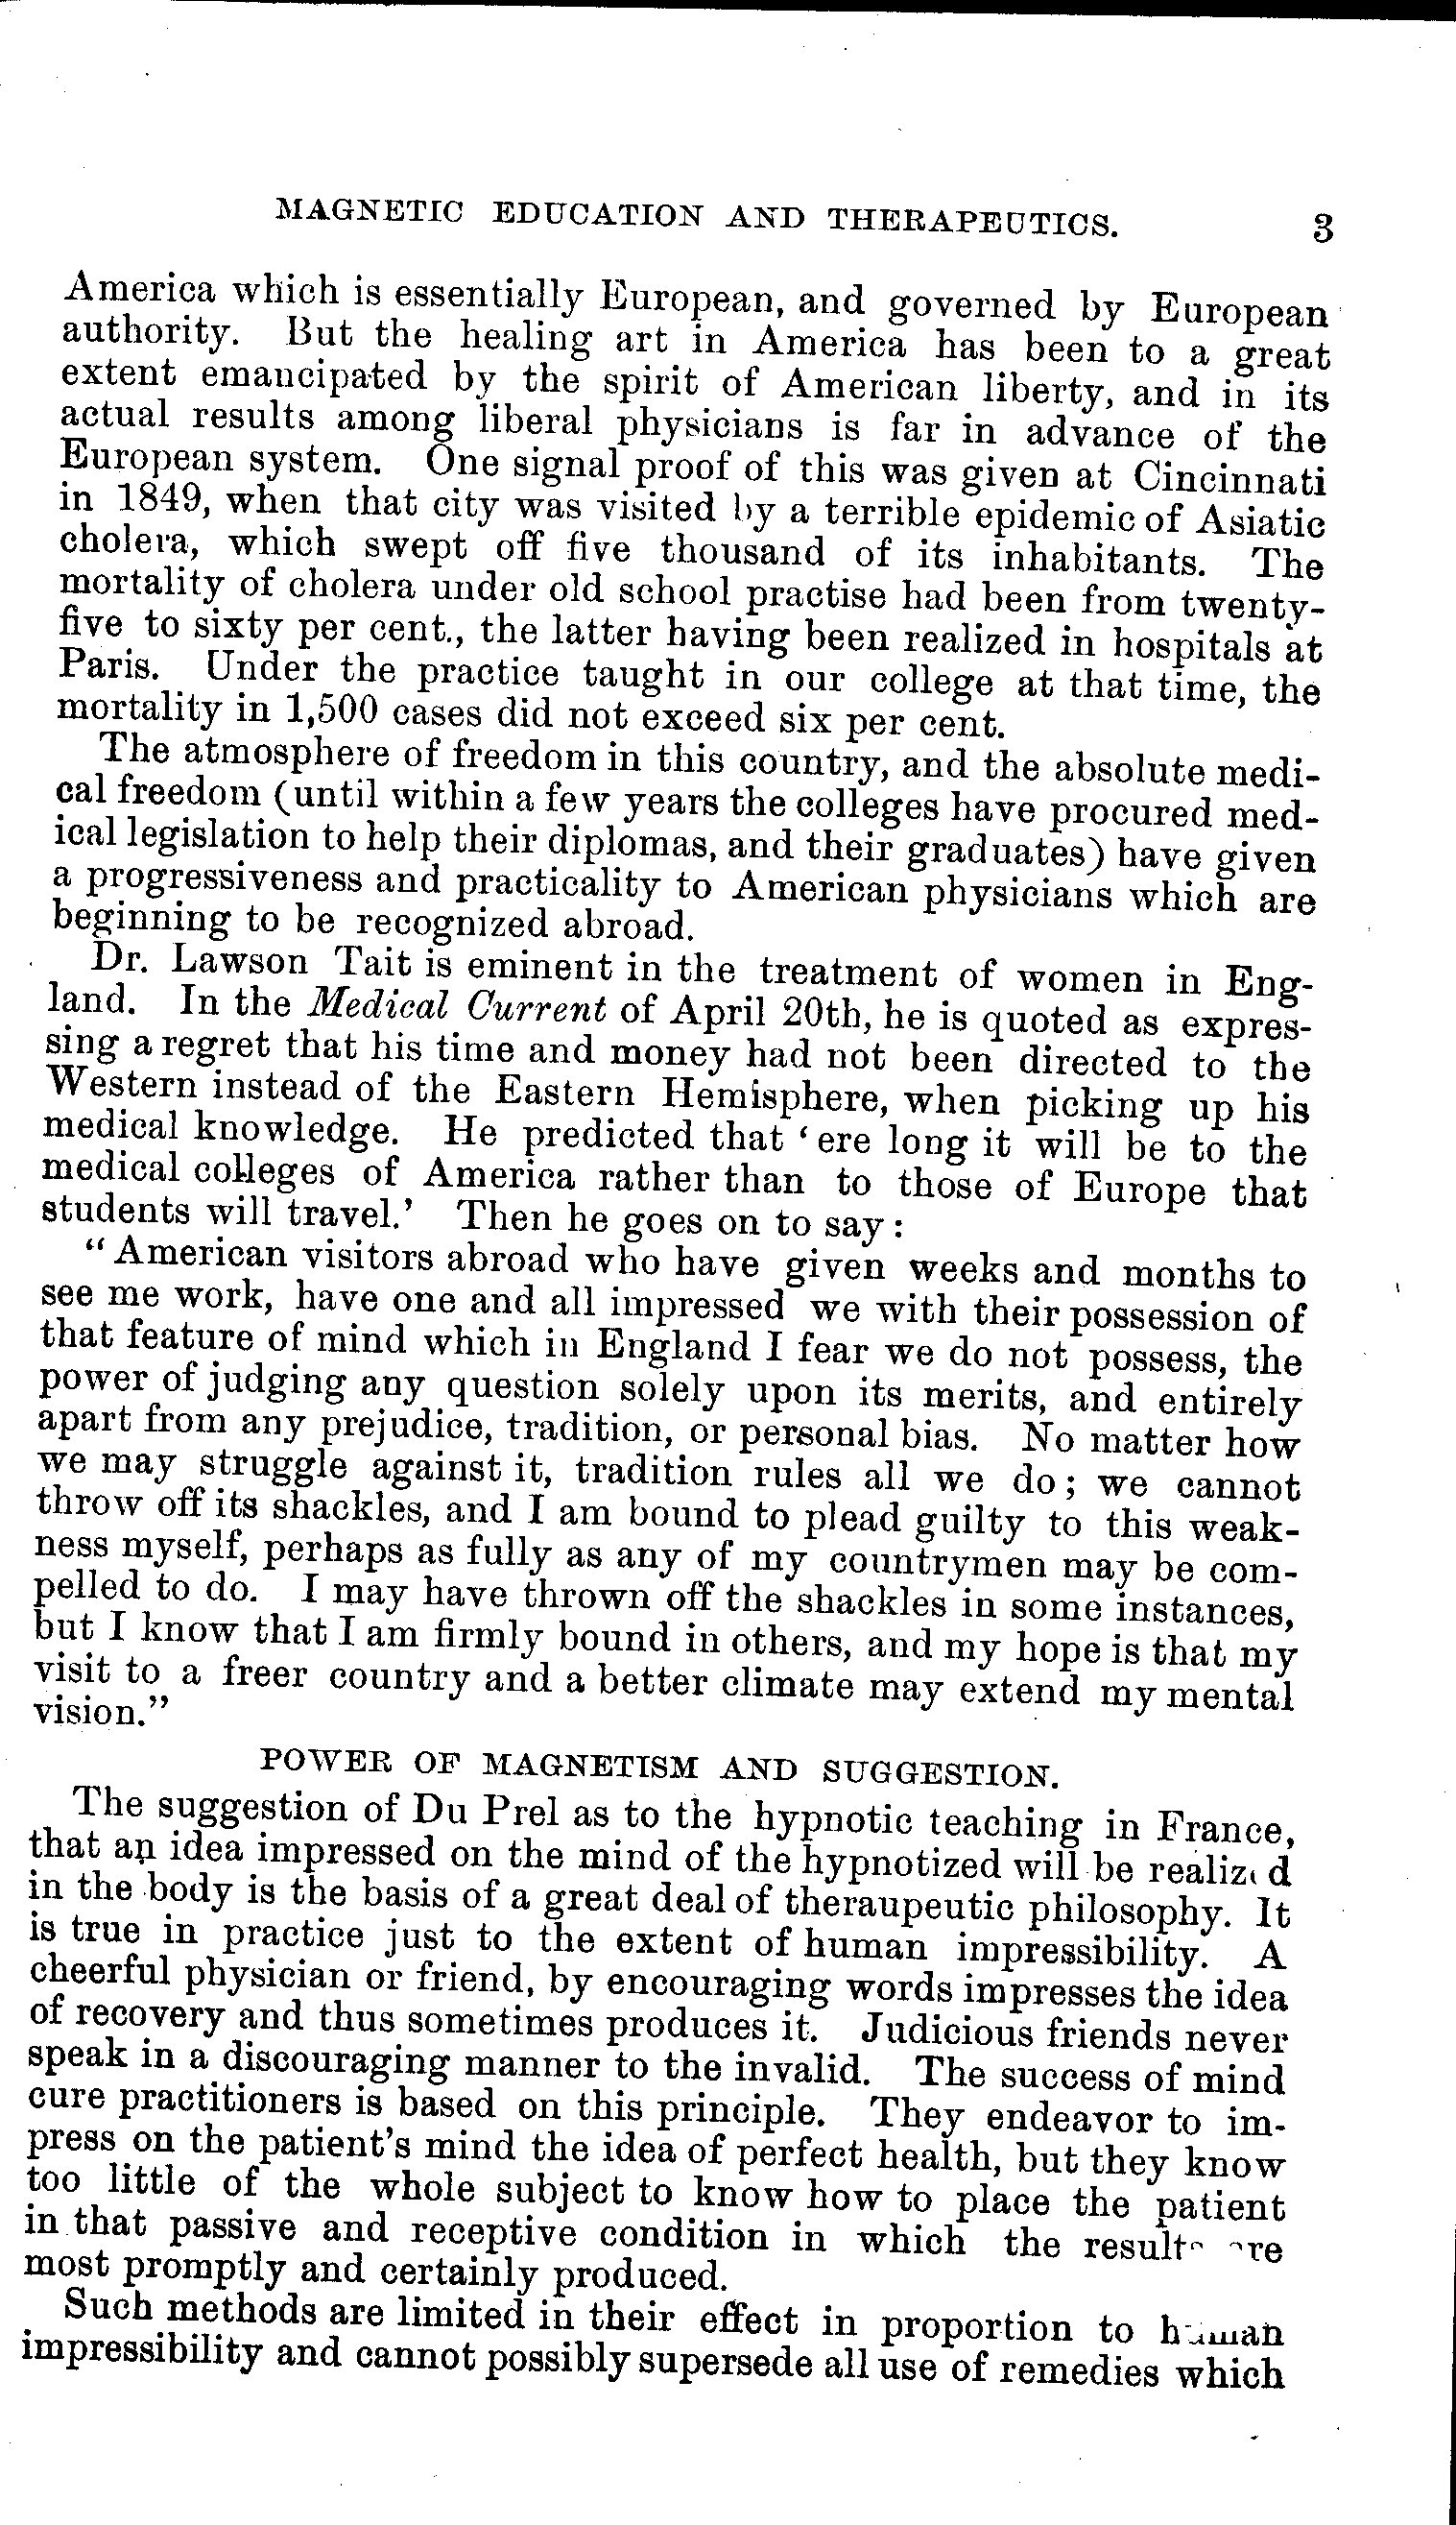 MAGNETIC EDUCATION AND THERAPEUTICS. 3
America which is essentially European, and governed by European
authority. But the healing art in America has been to a great
extent emancipated by the spirit of American liberty, and in its
actual results among liberal physicians is far in advance of the
European system. One signal proof of this was given at Cincinnati
in 1849, when that city was visited by a terrible epidemic of Asiatic
cholera, which swept off five thousand of its inhabitants. The
mortality of cholera under old school practise had been from twenty-
five to sixty per cent., the latter having been realized in hospitals at
Paris. Under the practice taught in our college at that time, the
mortality in 1,500 cases did not exceed six per cent.
The atmosphere of freedom in this country, and the absolute medi-
cal freedom (until within a few years the colleges have procured med-
ical legislation to help their diplomas, and their graduates) have given
a progressiveness and practicality to American physicians which are
beginning to be recognized abroad.
Dr. Lawson Tait is eminent in the treatment of women in Eng-
land. In the Medical Current of April 20th, he is quoted as expres-
sing a regret that his time and money had not been directed to the
Western instead of the Eastern Hemisphere, when picking up his
medical knowledge. He predicted that ‘ere long it will be to the
medical colleges of America rather than to those of Europe that
students will travel.’ Then he goes on to say:
“American visitors abroad who have given weeks and months to
see me work, have one and all impressed we with their possession of
that feature of mind which in England I fear we do not possess, the
power of judging any question solely upon its merits, and entirely
apart from any prejudice, tradition, or personal bias. No matter how
we may struggle against it, tradition rules all we do; we cannot
throw off its shackles, and I am bound to plead guilty to this weak-
ness myself, perhaps as fully as any of my countrymen may be com-
pelled to do. I may have thrown off the shackles in some instances,
but I know that I am firmly bound in others, and my hope is that my
visit to a freer country and a better climate may extend my mental
vision.”
POWER OF MAGNETISM AND SUGGESTION.
The suggestion of Du Prel as to the hypnotic teaching in France,
that an idea impressed on the mind of the hypnotized will be realized
in the body is the basis of a great deal of theraupeutic philosophy. It
is true in practice just to the extent of human impressibility. A
cheerful physician or friend, by encouraging words impresses the idea
of recovery and thus sometimes produces it. Judicious friends never
speak in a discouraging manner to the invalid. The success of mind
cure practitioners is based on this principle. They endeavor to im-
press on the patient's mind the idea of perfect health, but they know
too little of the whole subject to know how to place the patient
in that passive and receptive condition in which the results are
most promptly and certainly produced.
Such methods are limited in their effect in proportion to human
impressibility and cannot possibly supersede all use of remedies which